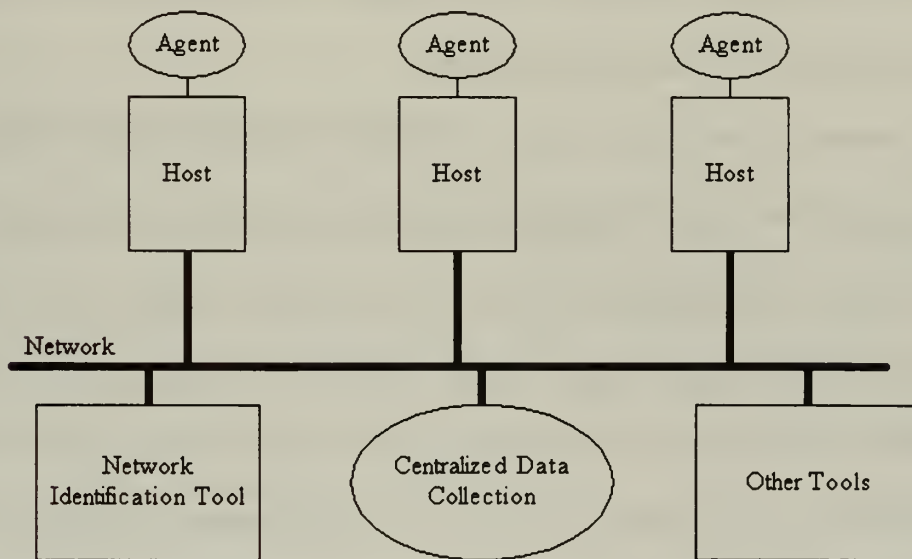 Agent
Agent
Agent
Host
Host
Host
Network
Network
Identification Tool
Centralized Data
Collection
Other Tools